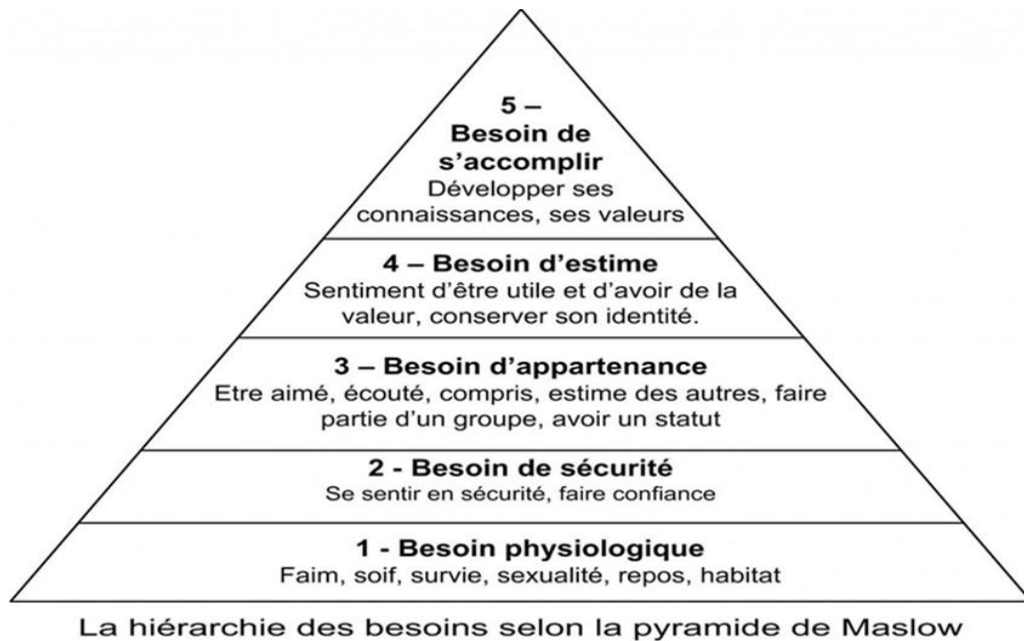 5 –
Besoin de
s’accomplir
Développer ses
connaissances, ses valeurs
4 – Besoin d’estime
Sentiment d’être utile et d’avoir de la
valeur, conserver son identité.
3 – Besoin d’appartenance
Etre aimé, écouté, compris, estime des autres, faire
partie d’un groupe, avoir un statut
2 - Besoin de sécurité
Se sentir en sécurité, faire confiance
1 - Besoin physiologique
Faim, soif, survie, sexualité, repos, habitat
La hiérarchie des besoins selon la pyramide de Maslow